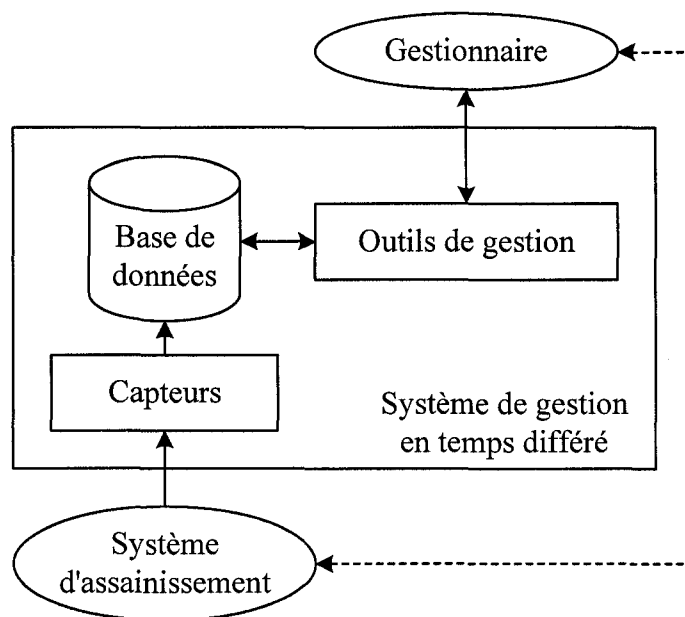 Gestionnaire
Base de
données
Outils de gestion
Capteurs
Système de gestion
en temps différé
Système
d'assainissement